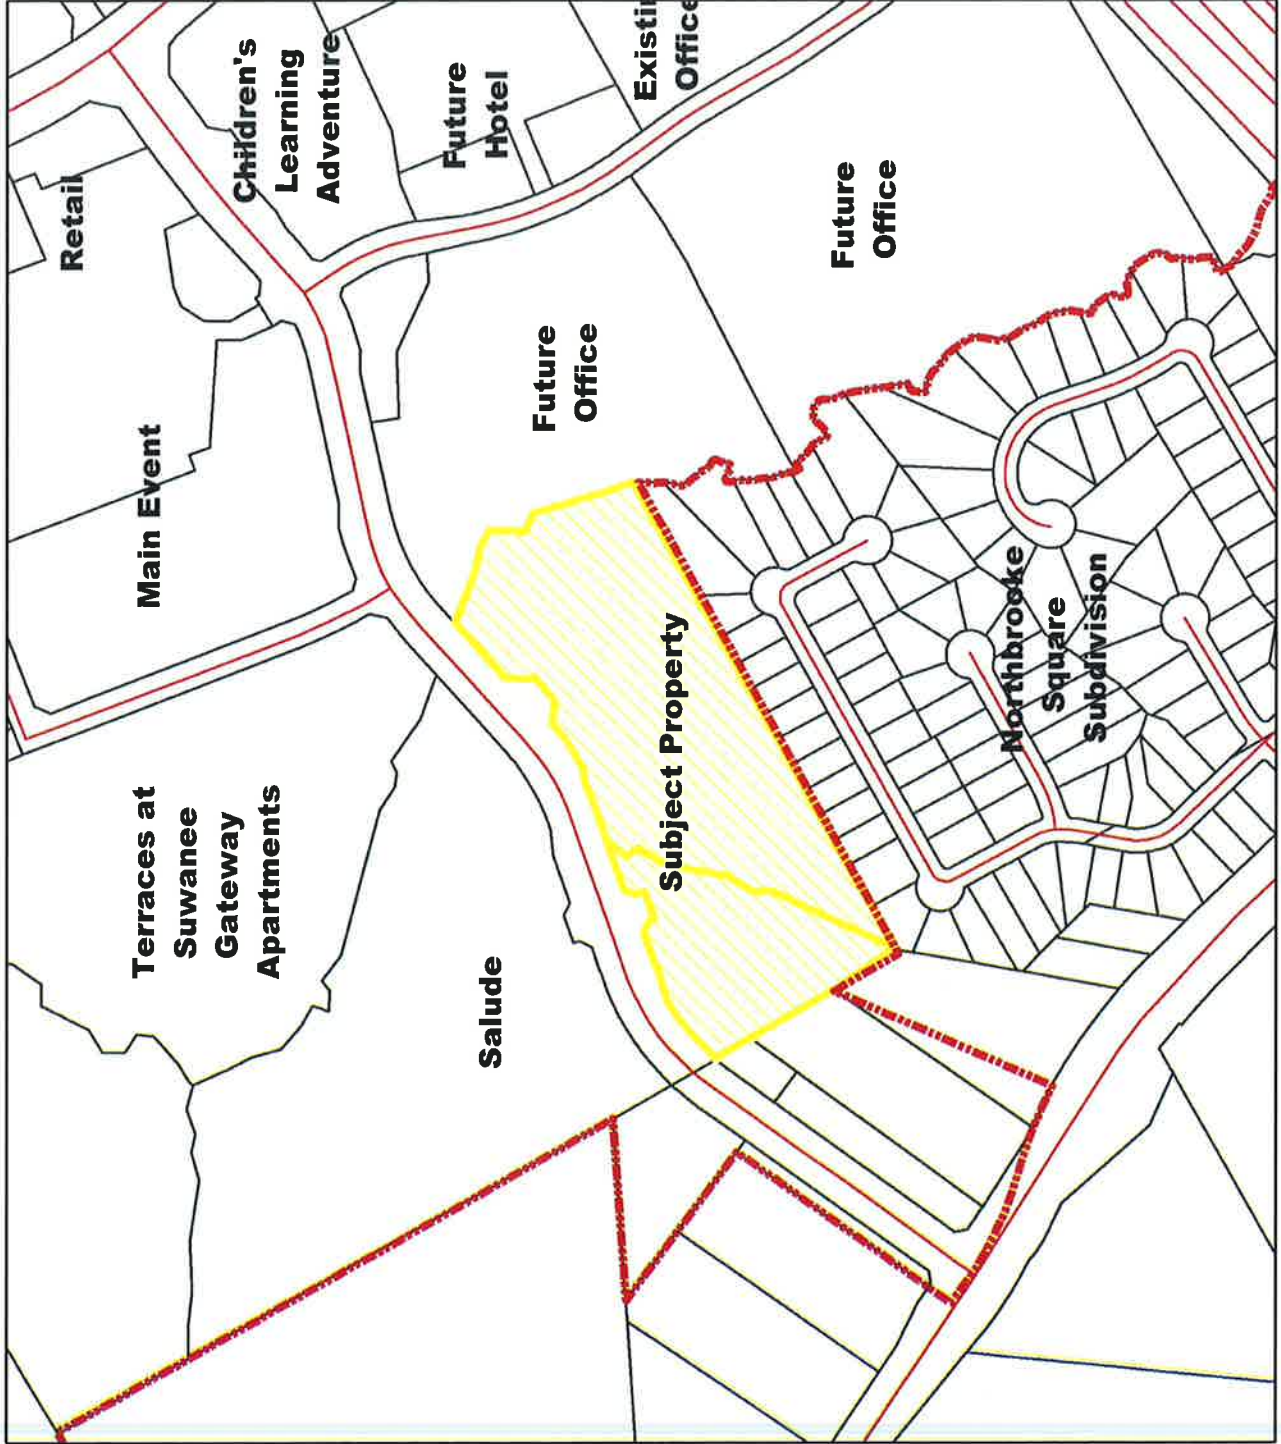 Retail
Terraces at
Suwanee
Gateway
Apartments
Main Event
Children's
Learning
Adventure
Salude
Future
Hotel
Future
Office
Office
Subject Property
Future
Office
Northbrooke
Square
Subdivision